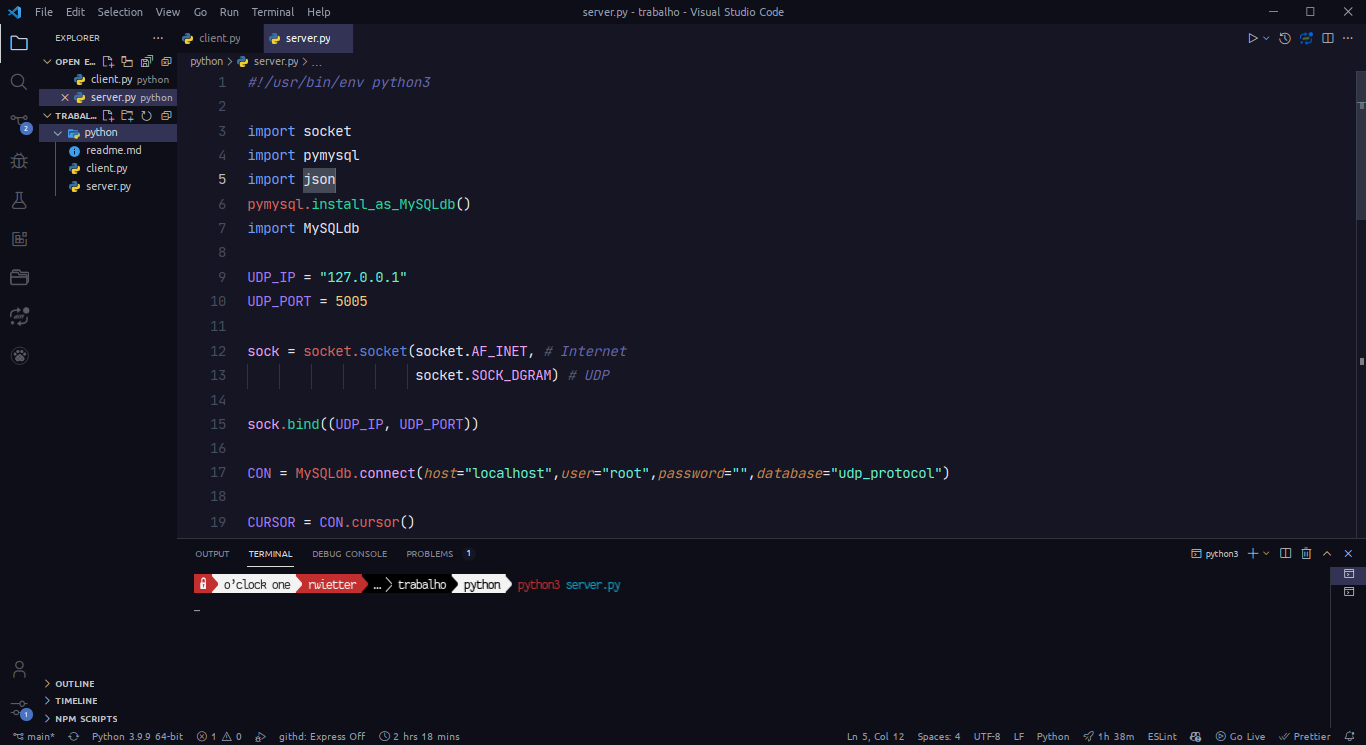 File Edit Selection View Go Run Terminal Help server.py - trabalho - Visual Studio Code
EXPLORER
client.py server.py
OPEN E...
python > server.py > ...
client.py python
server.py python
TRABAL...
python
readme.md
client.py
server.py
1 #!/usr/bin/env python3
2
3 import socket
4 import pymysql
5 import json
6 pymysql.install_as_MySQLdb()
7 import MySQLdb
8
9 UDP_IP = "127.0.0.1"
10 UDP_PORT = 5005
11
12 sock = socket.socket(socket.AF_INET, # Internet
13 socket.SOCK_DGRAM) # UDP
14
15 sock.bind((UDP_IP, UDP_PORT))
16
17 CON = MySQLdb.connect(host="localhost",user="root",password="",database="udp_protocol")
18
19 CURSOR = CON.cursor()
OUTPUT TERMINAL DEBUG CONSOLE PROBLEMS 1
python3
o'clock one rwietter ... trabalho python python3 server.py
2
1
OUTLINE
TIMELINE
NPM SCRIPTS
main* Python 3.9.9 64-bit 1 0 githd: Express Off 2 hrs 18 mins Ln 5, Col 12 Spaces: 4 UTF-8 LF Python 1h 38m ESLint Go Live Prettier